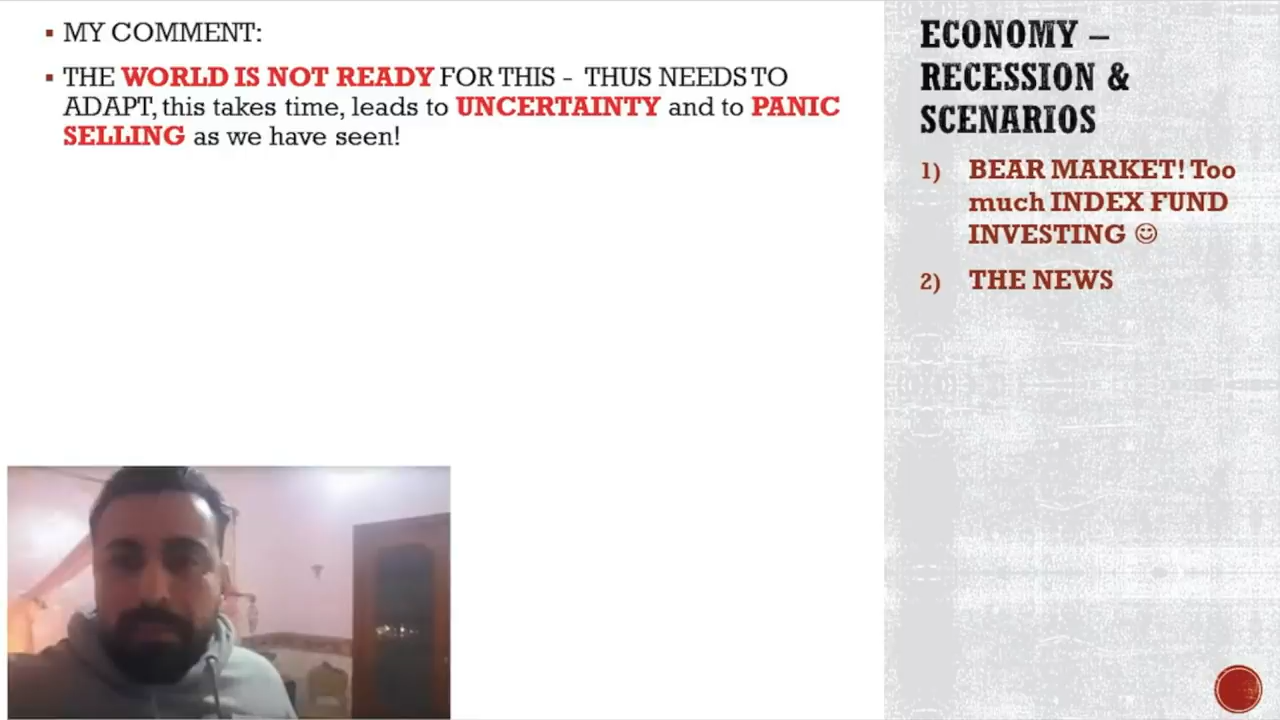 MY COMMENT:
THE WORLD IS NOT READY FOR THIS - THUS NEEDS TO
ADAPT, this takes time, leads to UNCERTAINTY and to PANIC
SELLING as we have seen!
ECONOMY –
RECESSION &
SCENARIOS
1) BEAR MARKET! Too
much INDEX FUND
INVESTING ☺
2) THE NEWS